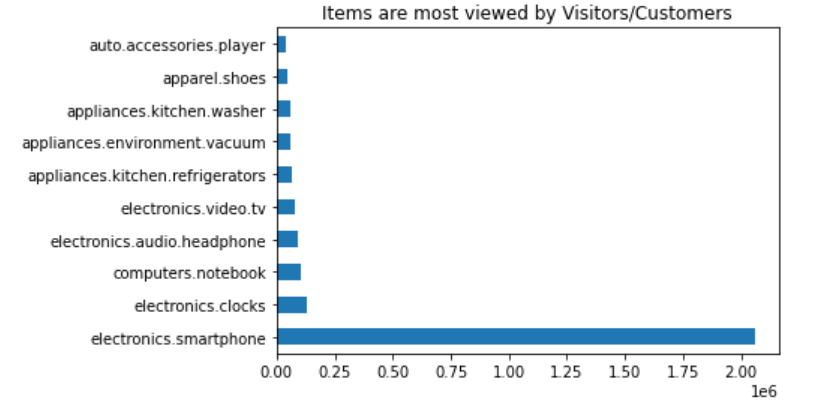 Items are most viewed by Visitors/Customers
auto.accessories.player
apparel.shoes
appliances.kitchen.washer
appliances.environment.vacuum
appliances.kitchen.refrigerators
electronics.video.tv
electronics.audio.headphone
computers.notebook
electronics.clocks
electronics.smartphone
0.00 0.25 0.50 0.75 1.00 1.25 1.50 1.75 2.00
1e6